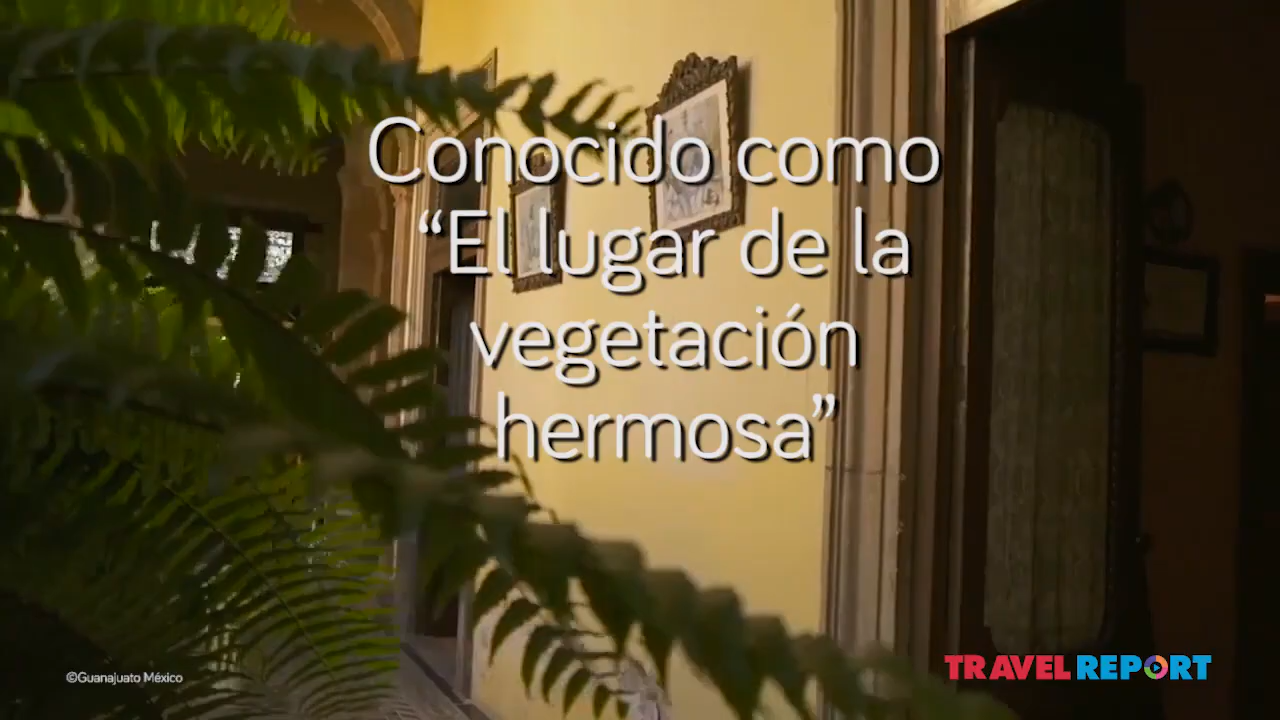 Conocido como
“El lugar de la
vegetación
hermosa”
©Guanajuato México
TRAVEL REPORT